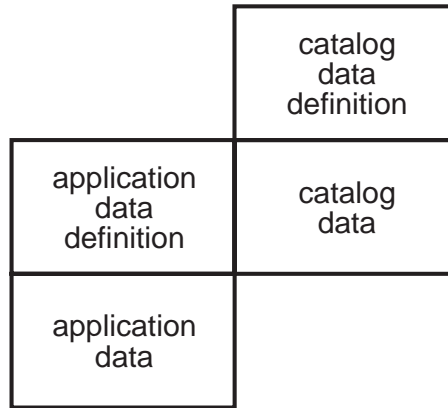 catalog
data
definition
application
data
definition
catalog
data
application
data